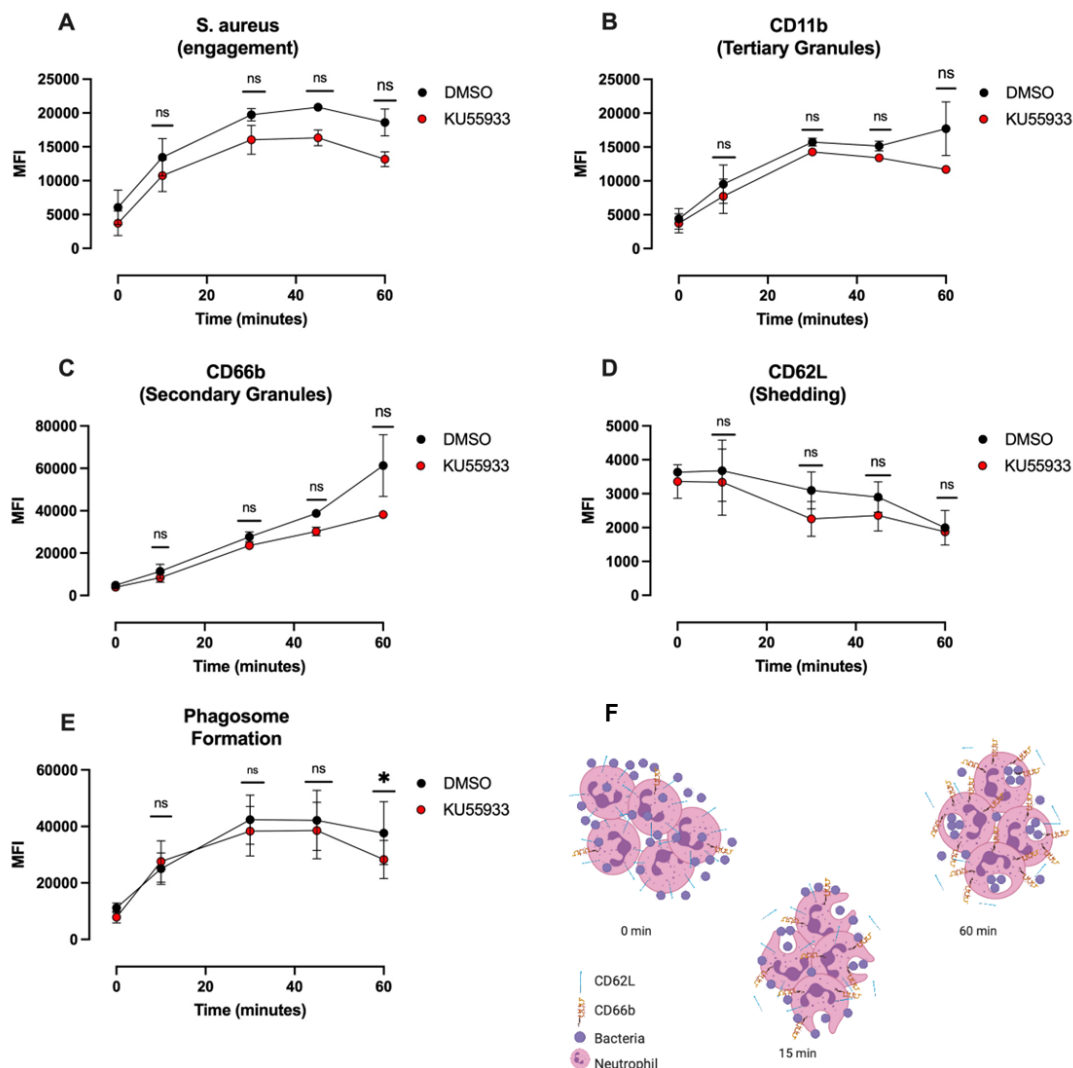 A
S. aureus
(engagement)
ns
ns
ns
ns
25000
20000
15000
10000
5000
0
MFI
DMSO
KU55933
0
20
40
60
Time (minutes)
B
CD11b
(Tertiary Granules)
ns
ns
ns
ns
25000
20000
15000
10000
5000
0
MFI
DMSO
KU55933
0
20
40
60
Time (minutes)
C
CD66b
(Secondary Granules)
ns
ns
ns
ns
80000
60000
40000
20000
0
MFI
DMSO
KU55933
0
20
40
60
Time (minutes)
D
CD62L
(Shedding)
ns
ns
ns
ns
5000
4000
3000
2000
1000
0
MFI
DMSO
KU55933
0
20
40
60
Time (minutes)
E
Phagosome
Formation
ns
ns
ns
*
60000
40000
20000
0
MFI
DMSO
KU55933
0
20
40
60
Time (minutes)
F
0 min
60 min
15 min
CD62L
CD66b
Bacteria
Neutrophil